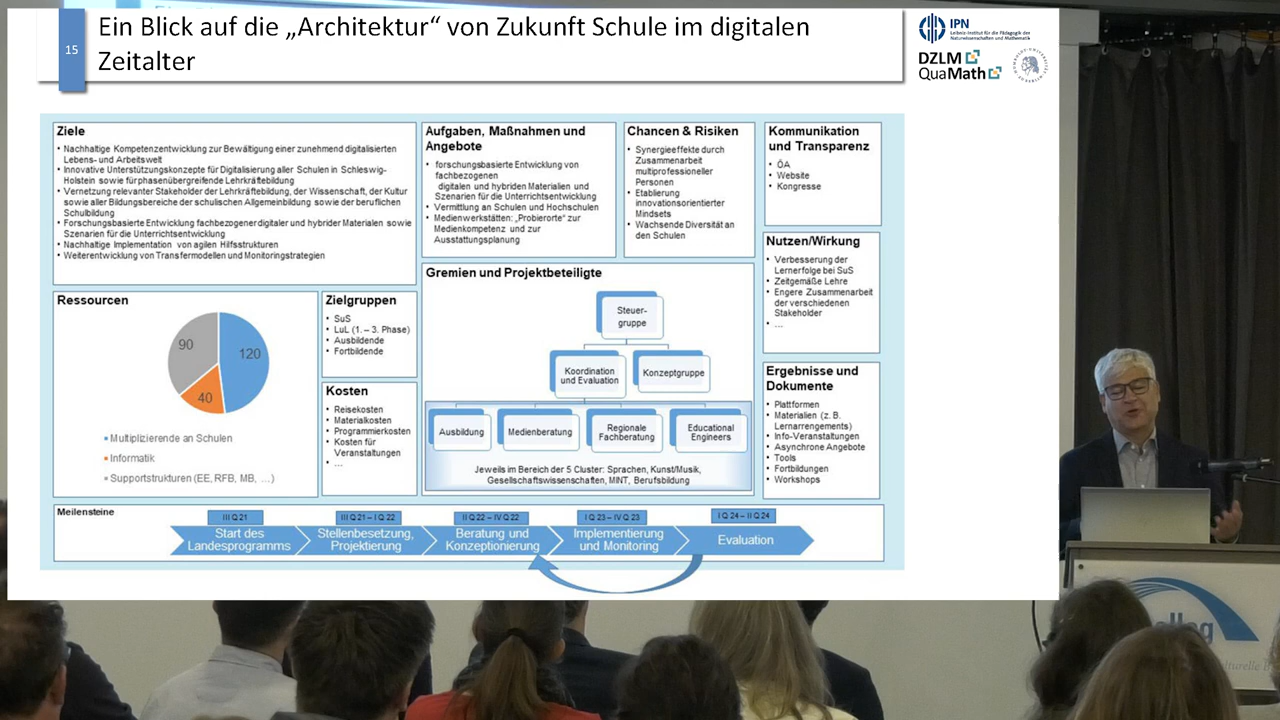 15
Ein Blick auf die „Architektur“ von Zukunft Schule im digitalen
Zeitalter
IPN
Leibniz-Institut für die Pädagogik der
Naturwissenschaften und Mathematik
DZLM
QuaMath
Ziele
• Nachhaltige Kompetenzentwicklung zur Bewältigung einer zunehmend digitalisierten
Lebens- und Arbeitswelt
• Innovative Unterstützungskonzepte für Digitalisierung aller Schulen in Schleswig-
Holstein sowie für phasenübergreifende Lehrkräftebildung
• Vernetzung relevanter Stakeholder der Lehrkräftebildung, der Wissenschaft, der Kultur
sowie aller Bildungsbereiche der schulischen Allgemeinbildung sowie der beruflichen
Schulbildung
• Forschungsbasierte Entwicklung fachbezogener digitaler und hybrider Materialen sowie
Szenarien für die Unterrichtsentwicklung
• Nachhaltige Implementation von agilen Hilfsstrukturen
• Weiterentwicklung von Transfermodellen und Monitoringstrategien
Aufgaben, Maßnahmen und
Angebote
• forschungsbasierte Entwicklung von
fachbezogenen
digitalen und hybriden Materialien und
Szenarien für die Unterrichtsentwicklung
• Vermittlung an Schulen und Hochschulen
• Medienwerkstätten: „Probierorte“ zur
Medienkompetenz und zur
Ausstattungsplanung
Chancen & Risiken
• Synergieeffekte durch
Zusammenarbeit
multiprofessioneller
Personen
• Etablierung
innovationsorientierter
Mindsets
• Wachsende Diversität an
den Schulen
Kommunikation
und Transparenz
• ÖA
• Website
• Kongresse
Nutzen/Wirkung
• Verbesserung der
Lernerfolge bei SuS
• Zeitgemäße Lehre
• Engere Zusammenarbeit
der verschiedenen
Stakeholder
• ...
Ressourcen
90
120
40
• Multiplizierende an Schulen
• Informatik
• Supportstrukturen (EE, RFB, MB, …)
Zielgruppen
• SuS
• LuL (1. – 3. Phase)
• Ausbildende
• Fortbildende
Kosten
• Reisekosten
• Materialkosten
• Programmierkosten
• Kosten für
Veranstaltungen
• ...
Gremien und Projektbeteiligte
Steuer-
gruppe
Koordination
und Evaluation
Konzeptgruppe
Ausbildung
Medienberatung
Regionale
Fachberatung
Educational
Engineers
Jeweils im Bereich der 5 Cluster: Sprachen, Kunst/Musik,
Gesellschaftswissenschaften, MINT, Berufsbildung
Ergebnisse und
Dokumente
• Plattformen
• Materialien (z. B.
Lernarrengements)
• Info-Veranstaltungen
• Asynchrone Angebote
• Tools
• Fortbildungen
• Workshops
Meilensteine
III Q 21
III Q 21 – I Q 22
II Q 22 – IV Q 22
I Q 23 – IV Q 23
I Q 24 – II Q 24
Start des
Landesprogramms
Stellenbesetzung,
Projektierung
Beratung und
Konzeptionierung
Implementierung
und Monitoring
Evaluation